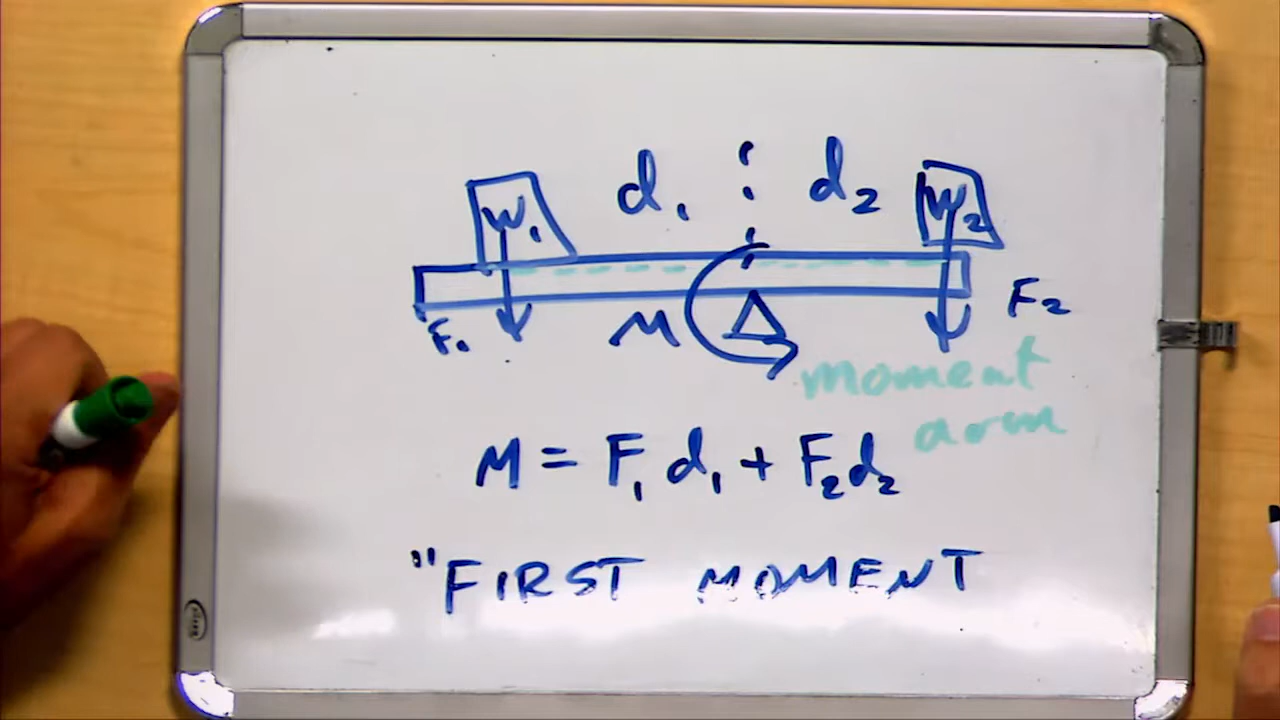 d₁ d₂
W₁ W₂
F₁ M F₂
moment
arm
M = F₁d₁ + F₂d₂
"FIRST MOMENT